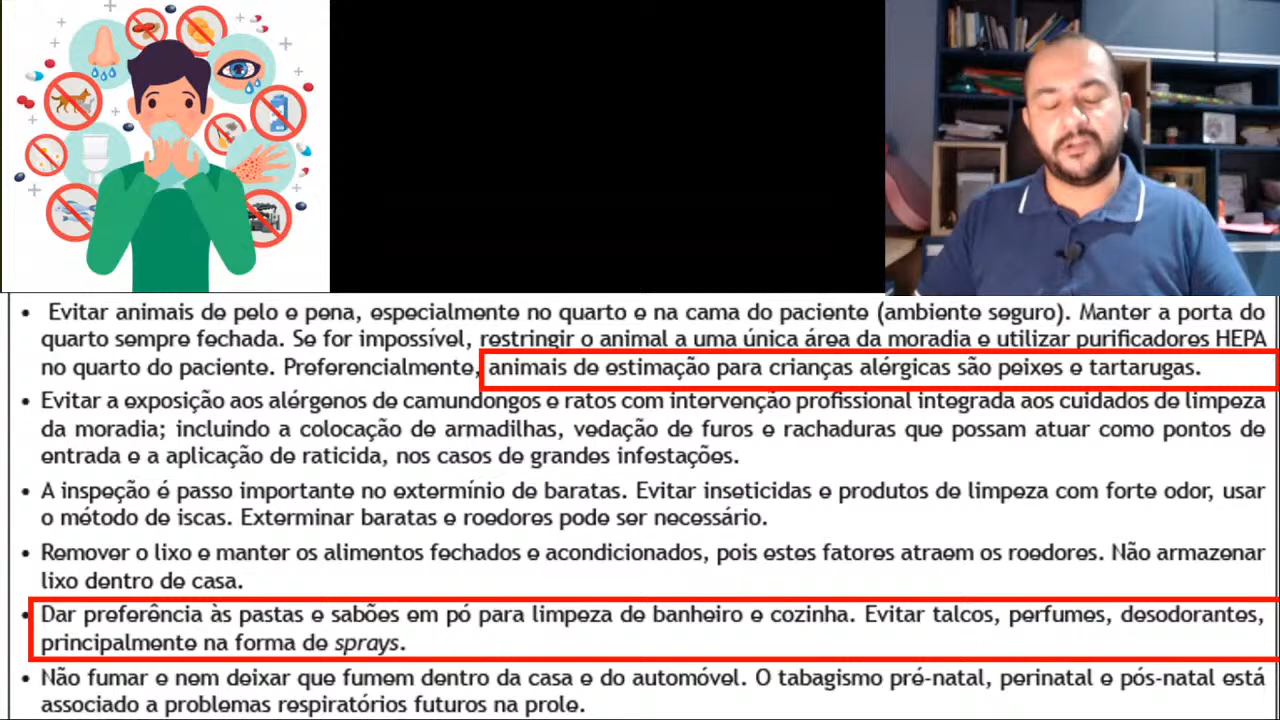 • Evitar animais de pelo e pena, especialmente no quarto e na cama do paciente (ambiente seguro). Manter a porta do
quarto sempre fechada. Se for impossível, restringir o animal a uma única área da moradia e utilizar purificadores HEPA
no quarto do paciente. Preferencialmente, animais de estimação para crianças alérgicas são peixes e tartarugas.
• Evitar a exposição aos alérgenos de camundongos e ratos com intervenção profissional integrada aos cuidados de limpeza
da moradia; incluindo a colocação de armadilhas, vedação de furos e rachaduras que possam atuar como pontos de
entrada e a aplicação de raticida, nos casos de grandes infestações.
• A inspeção é passo importante no extermínio de baratas. Evitar inseticidas e produtos de limpeza com forte odor, usar
o método de iscas. Exterminar baratas e roedores pode ser necessário.
• Remover o lixo e manter os alimentos fechados e acondicionados, pois estes fatores atraem os roedores. Não armazenar
lixo dentro de casa.
• Dar preferência às pastas e sabões em pó para limpeza de banheiro e cozinha. Evitar talcos, perfumes, desodorantes,
principalmente na forma de sprays.
• Não fumar e nem deixar que fumem dentro da casa e do automóvel. O tabagismo pré-natal, perinatal e pós-natal está
associado a problemas respiratórios futuros na prole.